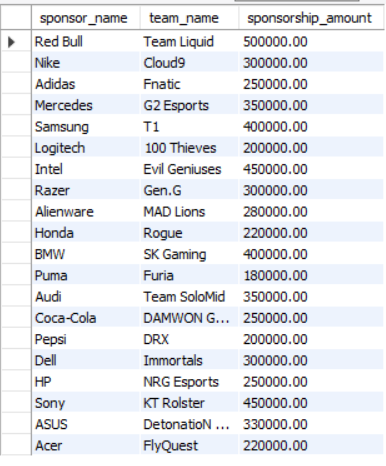 sponsor_name team_name sponsorship_amount
Red Bull Team Liquid 500000.00
Nike Cloud9 300000.00
Adidas Fnatic 250000.00
Mercedes G2 Esports 350000.00
Samsung T1 400000.00
Logitech 100 Thieves 200000.00
Intel Evil Geniuses 450000.00
Razer Gen.G 300000.00
Alienware MAD Lions 280000.00
Honda Rogue 220000.00
BMW SK Gaming 400000.00
Puma Furia 180000.00
Audi Team SoloMid 350000.00
Coca-Cola DAMWON G... 250000.00
Pepsi DRX 200000.00
Dell Immortals 300000.00
HP NRG Esports 250000.00
Sony KT Rolster 450000.00
ASUS DetonatioN ... 330000.00
Acer FlyQuest 220000.00